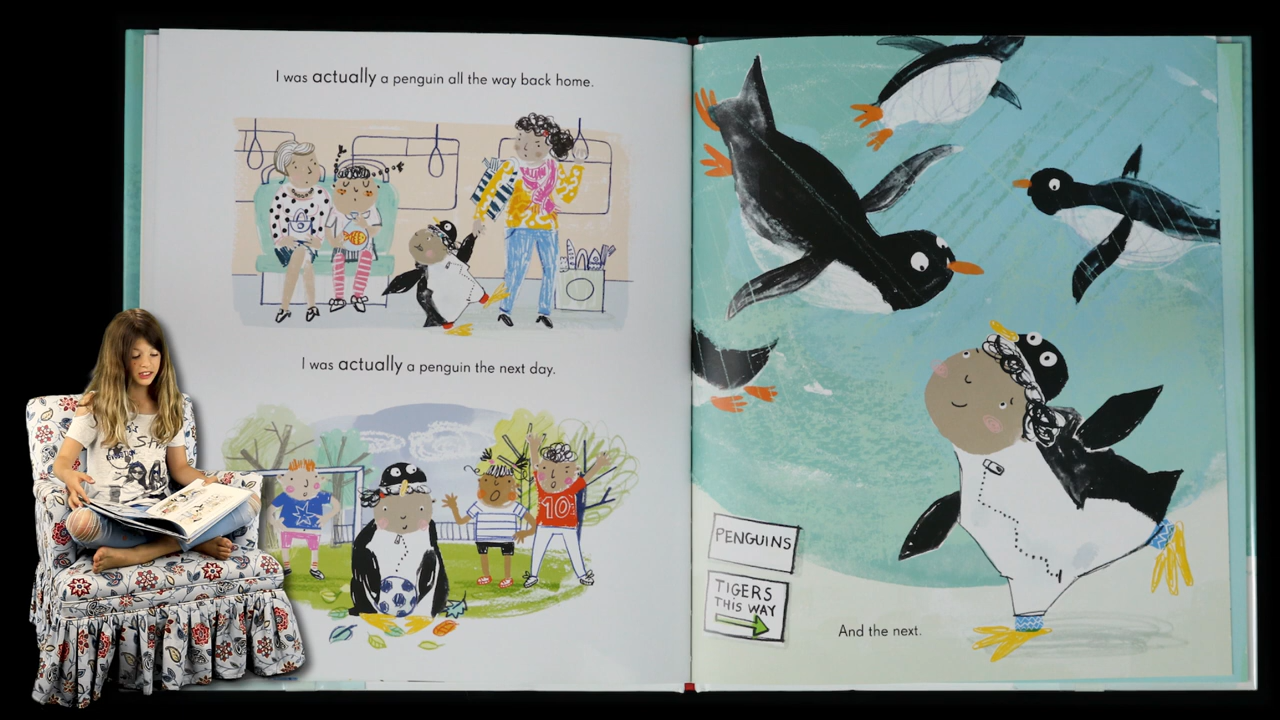 I was actually a penguin all the way back home.
I was actually a penguin the next day.
10
PENGUINS
TIGERS
THIS WAY
And the next.